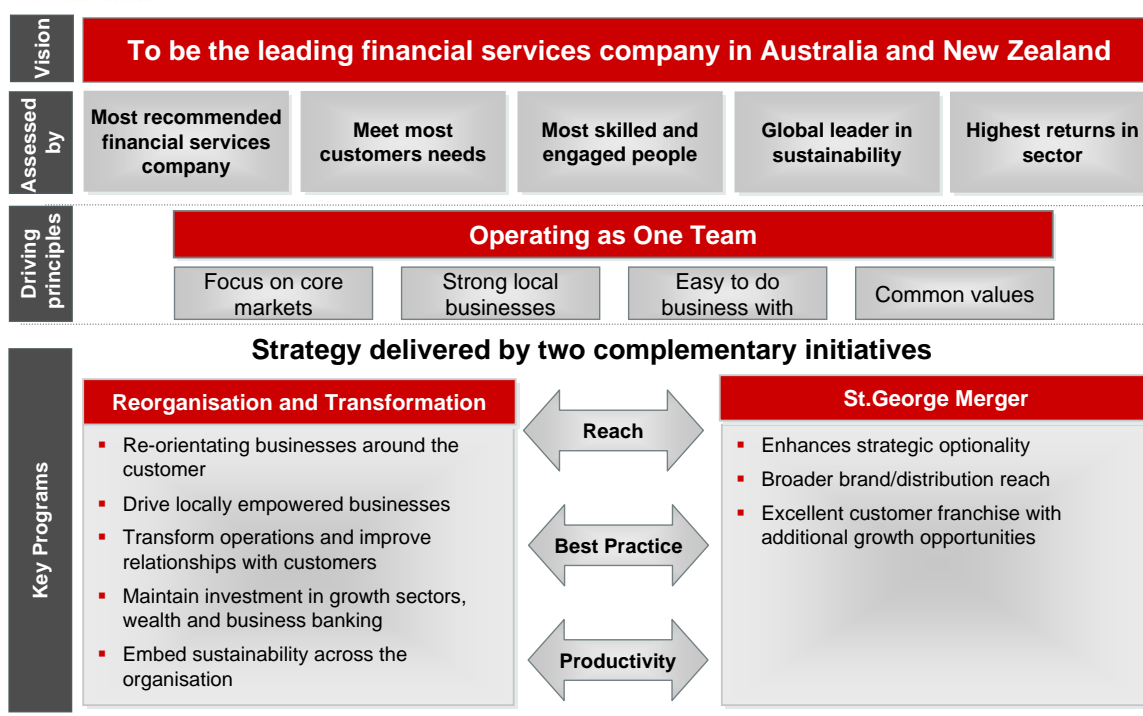 Vision
To be the leading financial services company in Australia and New Zealand
Assessed
by
Most recommended
financial services
company
Meet most
customers needs
Most skilled and
engaged people
Global leader in
sustainability
Highest returns in
sector
Driving
principles
Operating as One Team
Focus on core
markets
Strong local
businesses
Easy to do
business with
Common values
Strategy delivered by two complementary initiatives
Key Programs
Reorganisation and Transformation
▪ Re-orientating businesses around the
customer
▪ Drive locally empowered businesses
▪ Transform operations and improve
relationships with customers
▪ Maintain investment in growth sectors,
wealth and business banking
▪ Embed sustainability across the
organisation
Reach
Best Practice
Productivity
St.George Merger
▪ Enhances strategic optionality
▪ Broader brand/distribution reach
▪ Excellent customer franchise with
additional growth opportunities